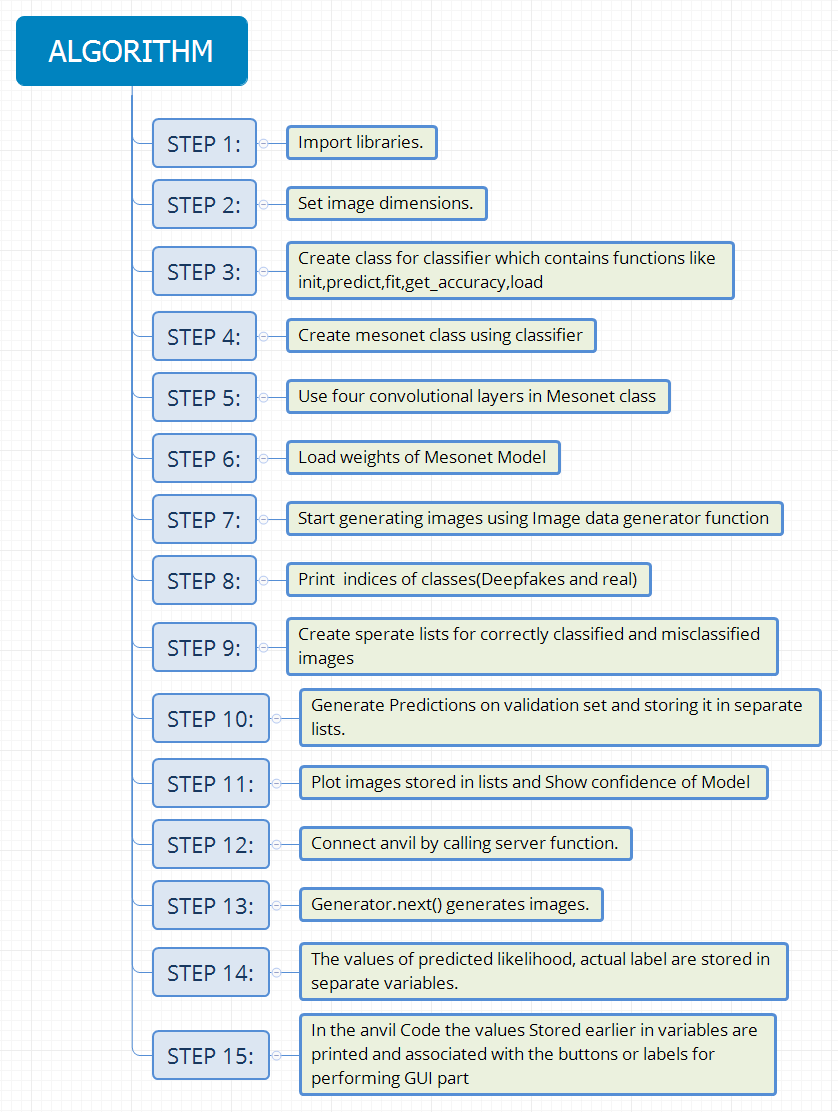 ALGORITHM
STEP 1:
Import libraries.
STEP 2:
Set image dimensions.
STEP 3:
Create class for classifier which contains functions like
init,predict,fit,get_accuracy,load
STEP 4:
Create mesonet class using classifier
STEP 5:
Use four convolutional layers in Mesonet class
STEP 6:
Load weights of Mesonet Model
STEP 7:
Start generating images using Image data generator function
STEP 8:
Print  indices of classes(Deepfakes and real)
STEP 9:
Create sperate lists for correctly classified and misclassified
images
STEP 10:
Generate Predictions on validation set and storing it in separate
lists.
STEP 11:
Plot images stored in lists and Show confidence of Model
STEP 12:
Connect anvil by calling server function.
STEP 13:
Generator.next() generates images.
STEP 14:
The values of predicted likelihood, actual label are stored in
separate variables.
STEP 15:
In the anvil Code the values Stored earlier in variables are
printed and associated with the buttons or labels for
performing GUI part